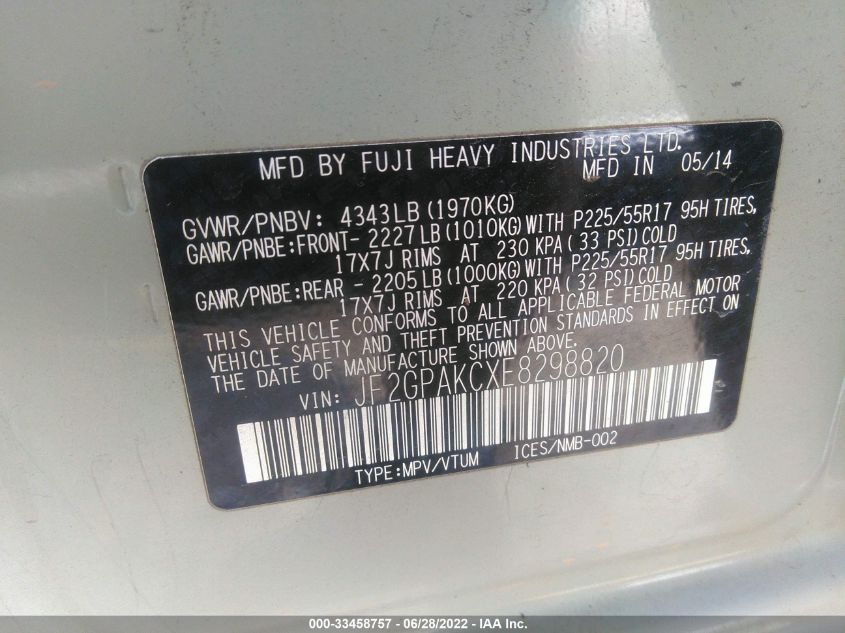 MFD BY FUJI HEAVY INDUSTRIES LTD.
MFD IN 05/14
GVWR/PNBV: 4343LB (1970KG)
GAWR/PNBE:FRONT- 2227LB (1010KG) WITH P225/55R17 95H TIRES,
17X7J RIMS AT 230 KPA (33 PSI) COLD
GAWR/PNBE:REAR - 2205LB (1000KG) WITH P225/55R17 95H TIRES,
17X7J RIMS AT 220 KPA (32 PSI) COLD
THIS VEHICLE CONFORMS TO ALL APPLICABLE FEDERAL MOTOR
VEHICLE SAFETY AND THEFT PREVENTION STANDARDS IN EFFECT ON
THE DATE OF MANUFACTURE SHOWN ABOVE.
VIN: JF2GPAKCXE8298820
TYPE:MPV/VTUM ICES/NMB-002
000-33458757 - 06/28/2022 - IAA Inc.